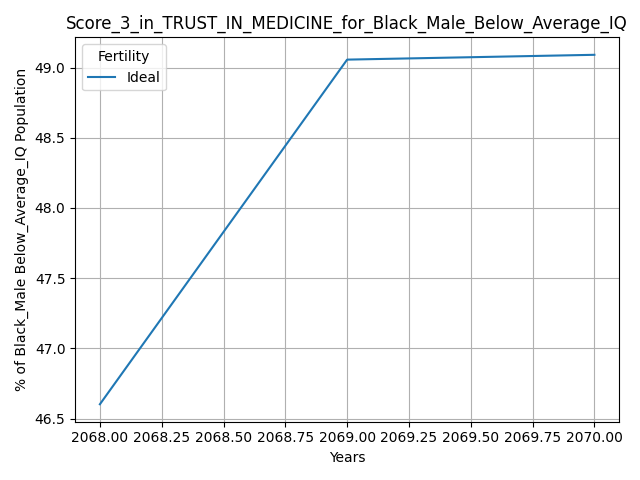 Score_3_in_TRUST_IN_MEDICINE_for_Black_Male_Below_Average_IQ
Fertility
Ideal
49.0
48.5
48.0
47.5
47.0
46.5
% of Black_Male Below_Average_IQ Population
2068.00 2068.25 2068.50 2068.75 2069.00 2069.25 2069.50 2069.75 2070.00
Years